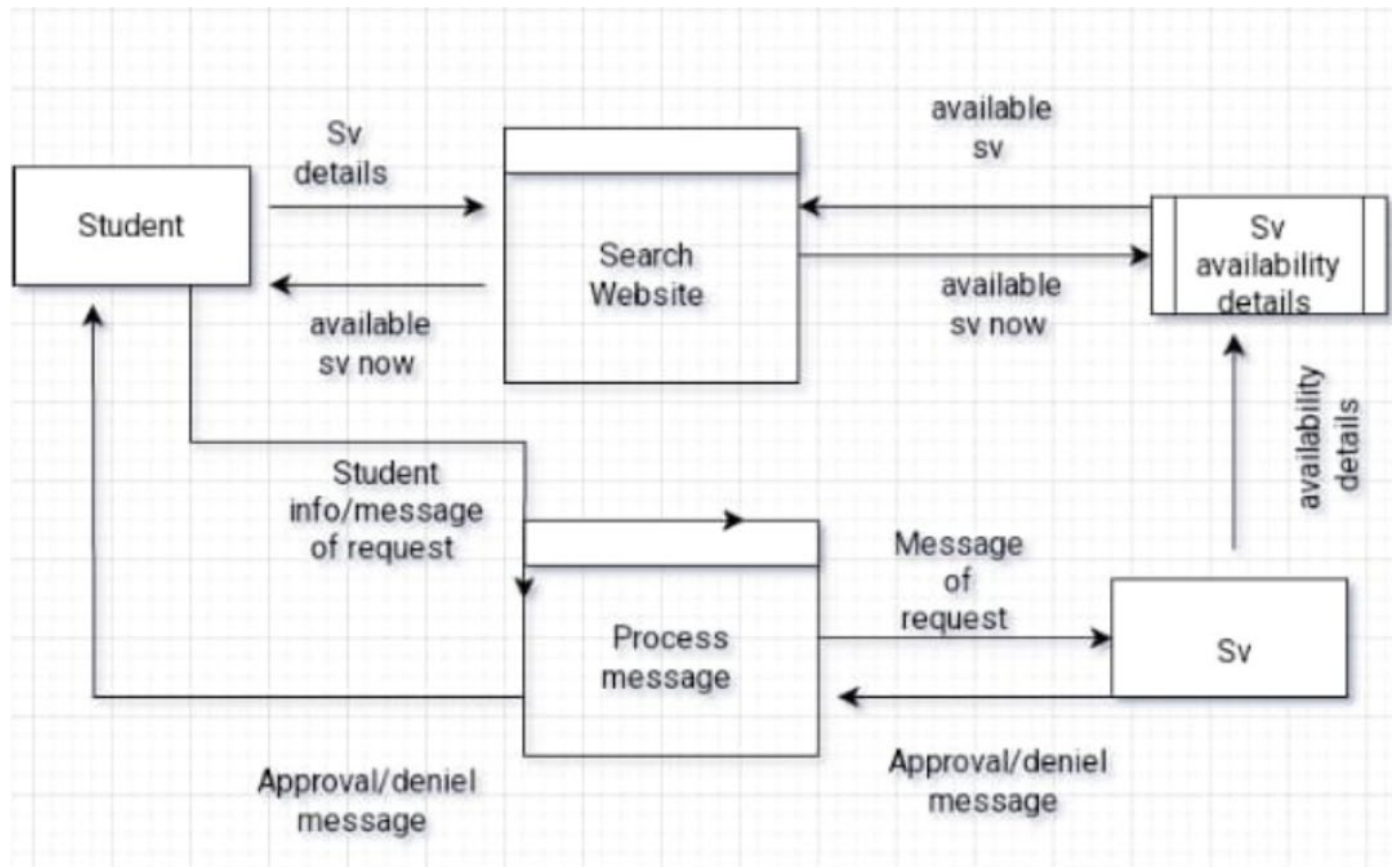 Sv
details
available
sv
Student
Search
Website
Sv
availability
details
available
sv now
available
sv now
availability
details
Student
info/message
of request
Message
of
request
Process
message
Sv
Approval/deniel
message
Approval/deniel
message